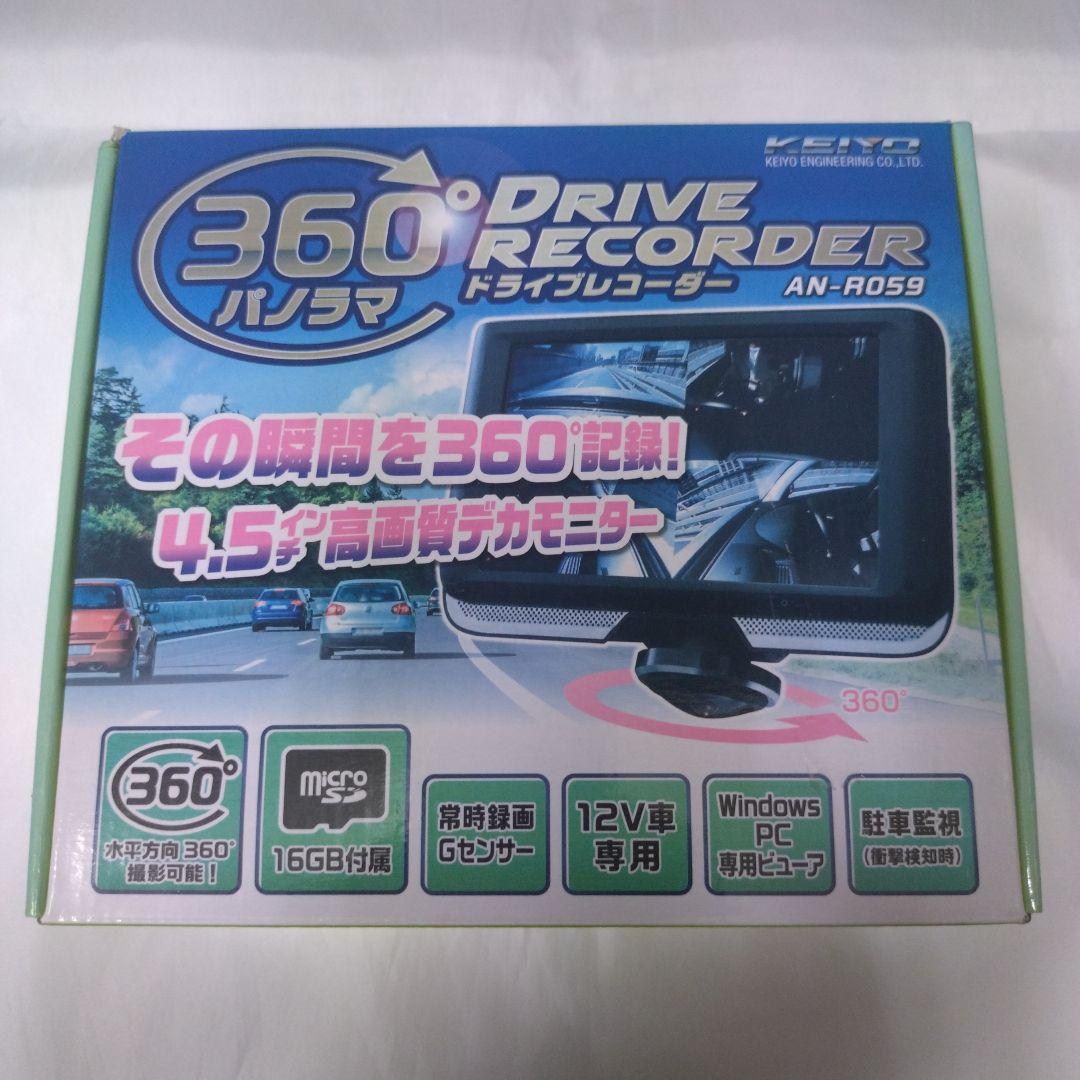 KEIYO
KEIYO ENGINEERING CO.,LTD.
360°
パノラマ
DRIVE
RECORDER
ドライブレコーダー
AN-R059
その瞬間を360°記録!
4.5インチ高画質デカモニター
360°
360°
水平方向360°
撮影可能!
micro
SD
16GB付属
常時録画
Gセンサー
12V車
専用
Windows
PC
専用ビューア
駐車監視
(衝撃検知時)